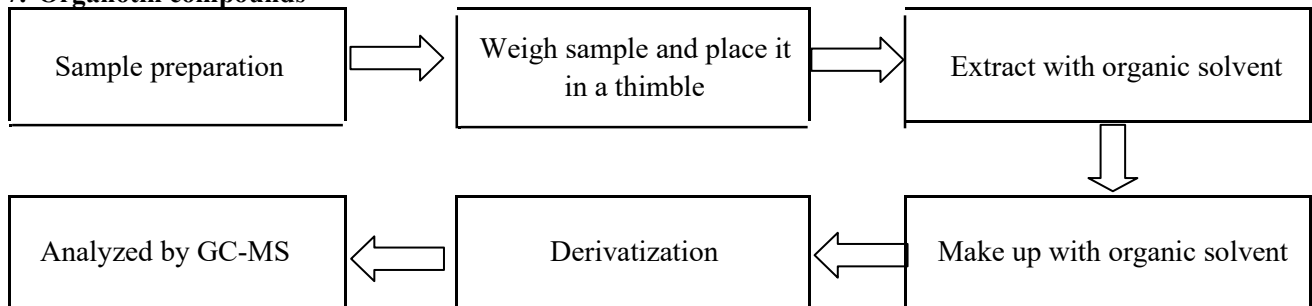 7. Organotin compounds
Sample preparation
Weigh sample and place it
in a thimble
Extract with organic solvent
Make up with organic solvent
Derivatization
Analyzed by GC-MS